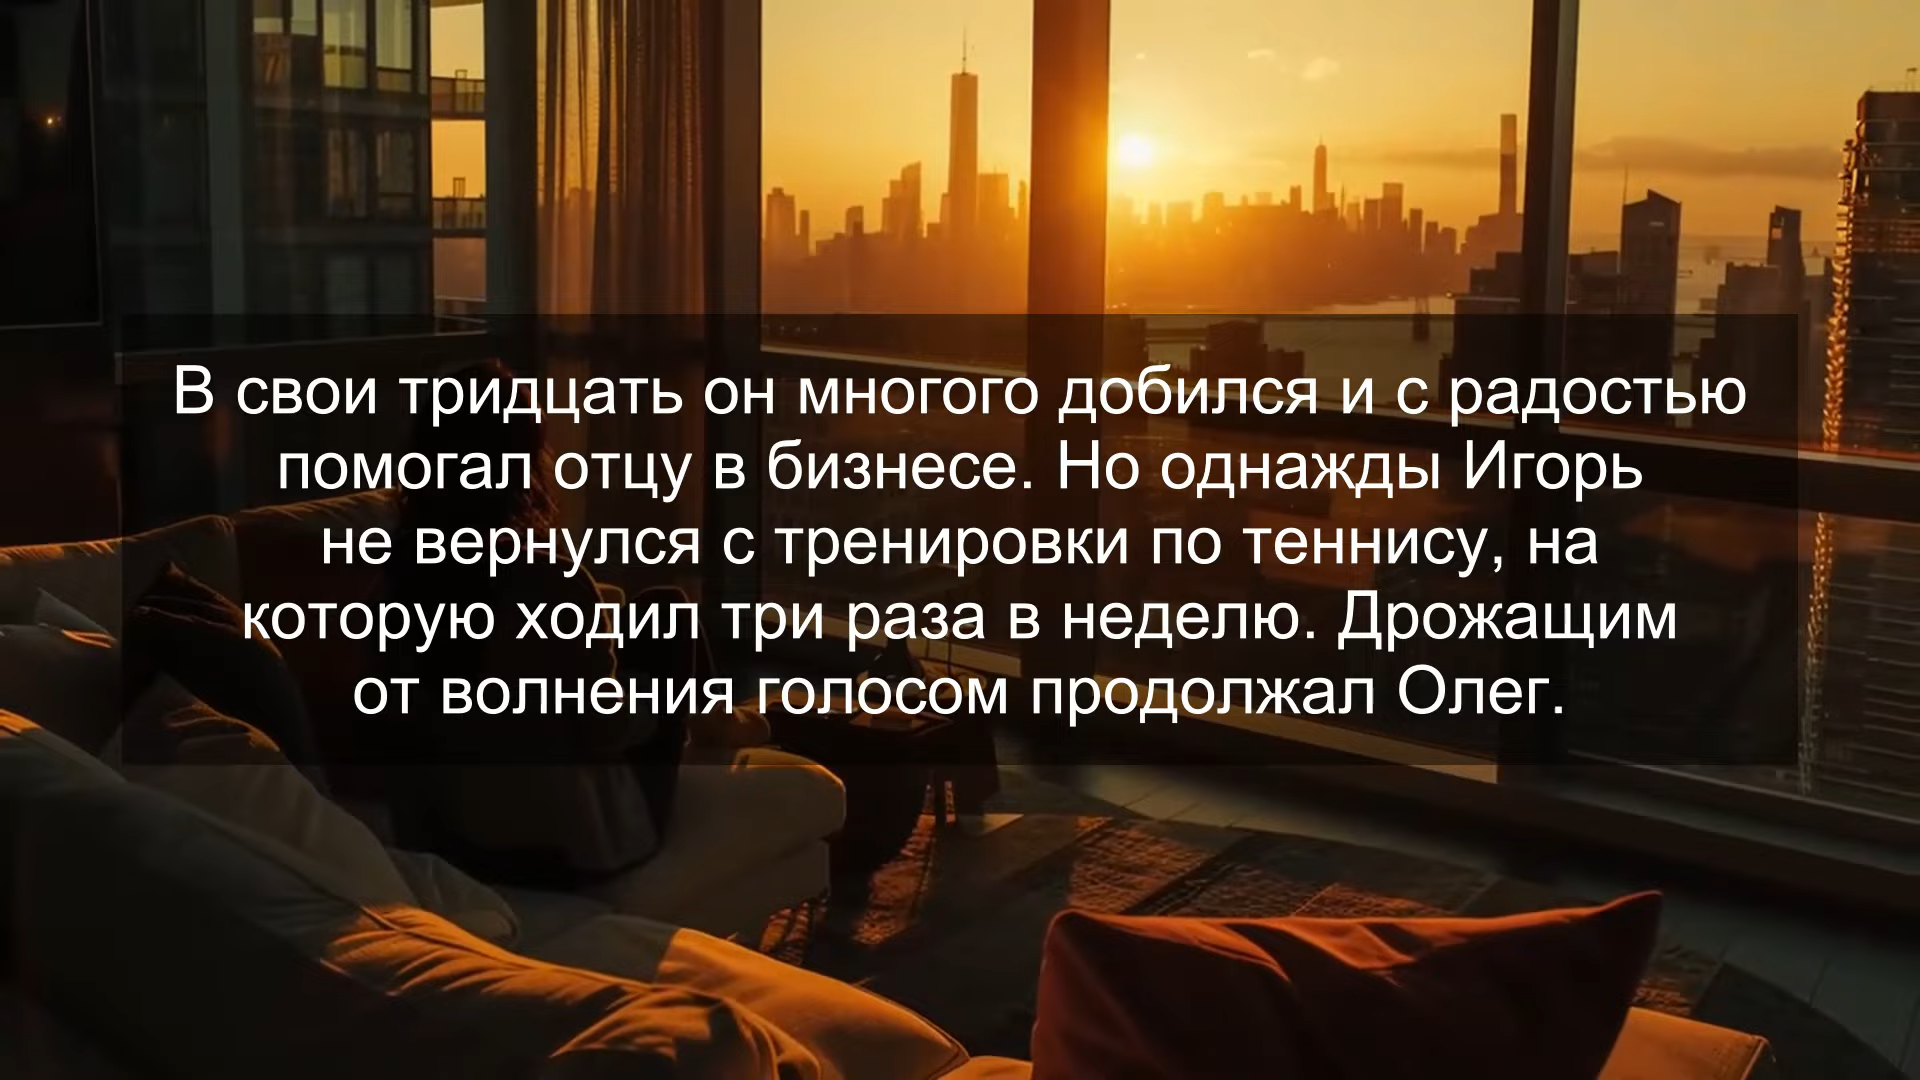 В свои тридцать он многого добился и с радостью
помогал отцу в бизнесе. Но однажды Игорь
не вернулся с тренировки по теннису, на
которую ходил три раза в неделю. Дрожащим
от волнения голосом продолжал Олег.